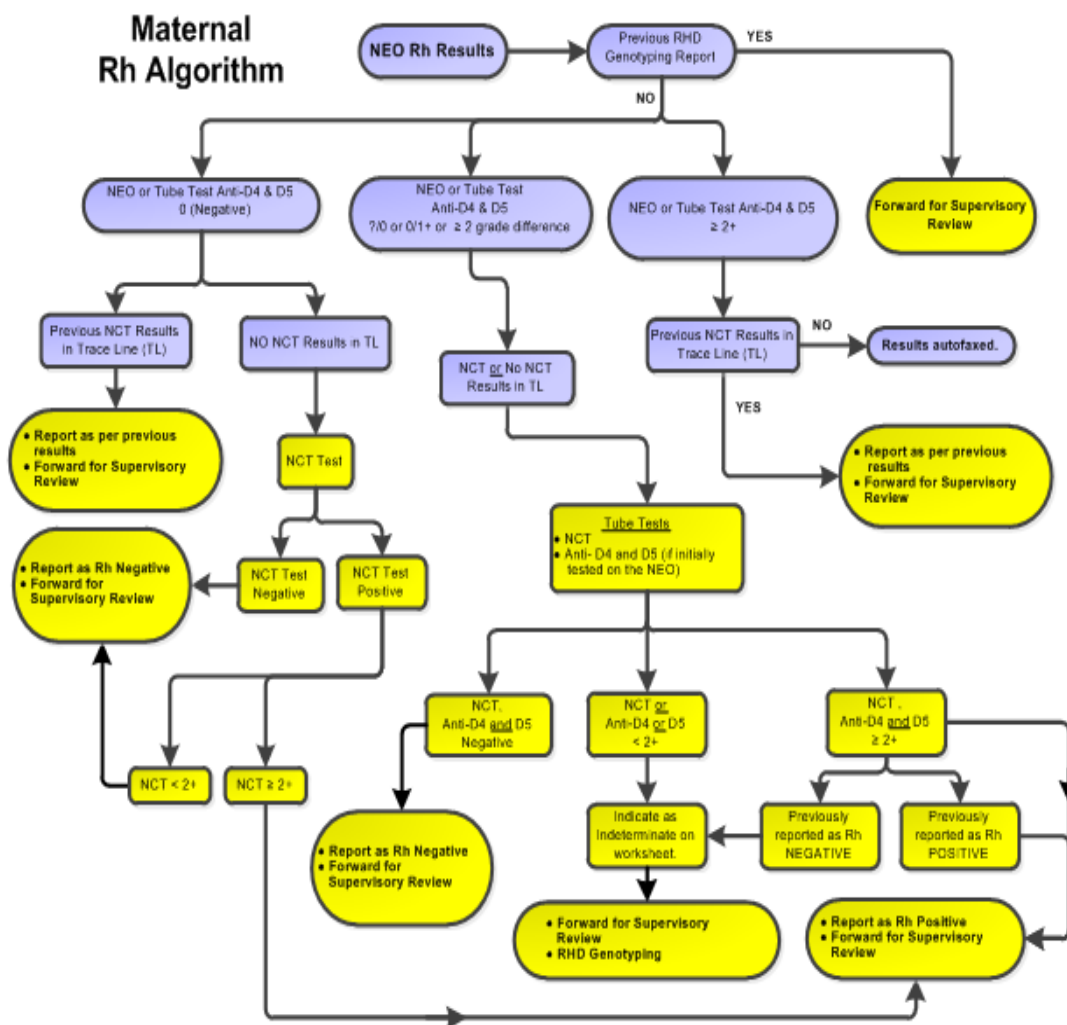 Maternal
Rh Algorithm
NEO Rh Results
Previous RHD
Genotyping Report
YES
NO
NEO or Tube Test Anti-D4 & D5
0 (Negative)
NEO or Tube Test
Anti-D4 & D5
?/0 or 0/1+ or ≥ 2 grade difference
NEO or Tube Test Anti-D4 & D5
≥ 2+
Forward for Supervisory
Review
Previous NCT Results
in Trace Line (TL)
NO NCT Results in TL
NCT or No NCT
Results in TL
Previous NCT Results in
Trace Line (TL)
NO
Results autofaxed.
YES
• Report as per previous
results
• Forward for Supervisory
Review
NCT Test
• Report as per previous
results
• Forward for Supervisory
Review
Tube Tests
• NCT
• Anti- D4 and D5 (if initially
tested on the NEO)
• Report as Rh Negative
• Forward for
Supervisory Review
NCT Test
Negative
NCT Test
Positive
NCT,
Anti-D4 and D5
Negative
NCT or
Anti-D4 or D5
< 2+
NCT ,
Anti-D4 and D5
≥ 2+
NCT < 2+
NCT ≥ 2+
Indicate as
Indeterminate on
worksheet.
Previously
reported as Rh
NEGATIVE
Previously
reported as Rh
POSITIVE
• Report as Rh Negative
• Forward for
Supervisory Review
• Forward for Supervisory
Review
• RHD Genotyping
• Report as Rh Positive
• Forward for Supervisory
Review